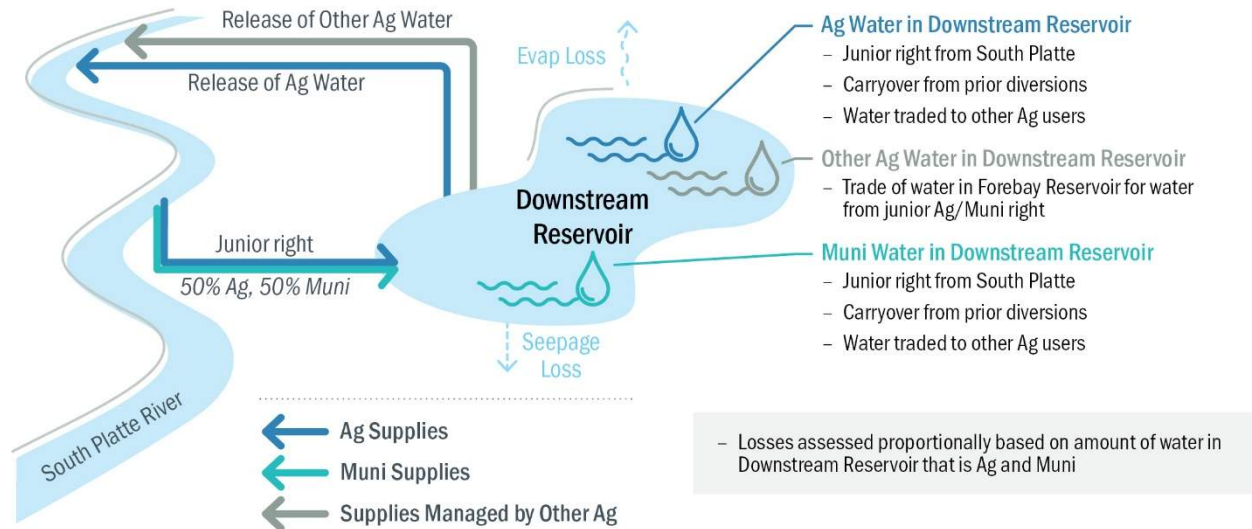 Release of Other Ag Water
Release of Ag Water
Evap Loss
Downstream
Reservoir
Junior right
50% Ag, 50% Muni
Seepage
Loss
South Platte River
Ag Supplies
Muni Supplies
Supplies Managed by Other Ag
Ag Water in Downstream Reservoir
– Junior right from South Platte
– Carryover from prior diversions
– Water traded to other Ag users
Other Ag Water in Downstream Reservoir
– Trade of water in Forebay Reservoir for water
from junior Ag/Muni right
Muni Water in Downstream Reservoir
– Junior right from South Platte
– Carryover from prior diversions
– Water traded to other Ag users
– Losses assessed proportionally based on amount of water in
Downstream Reservoir that is Ag and Muni